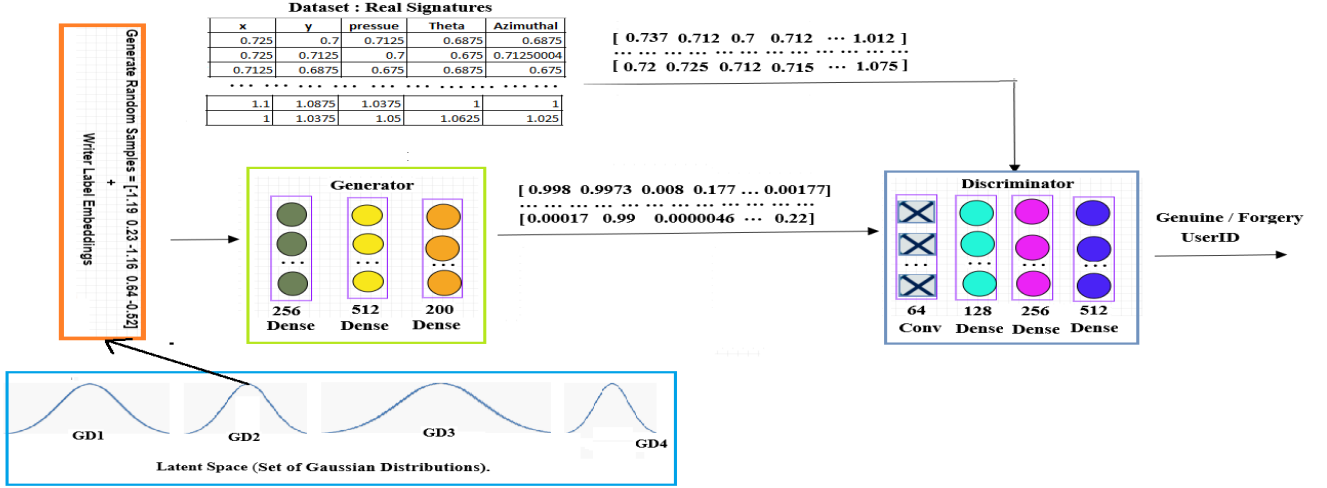 Dataset : Real Signatures
x y pressue Theta Azimuthal
0.725 0.7 0.7125 0.6875 0.6875
0.725 0.7125 0.7 0.675 0.71250004
0.7125 0.6875 0.675 0.6875 0.675
... ... ... ... ... ... ... ... ... ...
1.1 1.0875 1.0375 1 1
1 1.0375 1.05 1.0625 1.025
[ 0.737 0.712 0.7 0.712 ... 1.012 ]
... ... ... ... ... ... ... ... ... ...
[ 0.72 0.725 0.712 0.715 ... 1.075 ]
Generate Random Samples = [-1.19 0.23 -1.16 0.64 -0.52]
+
Writer Label Embeddings
Generator
...
...
...
256
Dense
512
Dense
200
Dense
[ 0.998 0.9973 0.008 0.177 ... 0.00177]
... ... ... ... ... ... ... ... ... ...
[0.00017 0.99 0.0000046 ... 0.22]
Discriminator
...
...
...
...
64
Conv
128
Dense
256
Dense
512
Dense
Genuine / Forgery
UserID
GD1
GD2
GD3
GD4
Latent Space (Set of Gaussian Distributions).